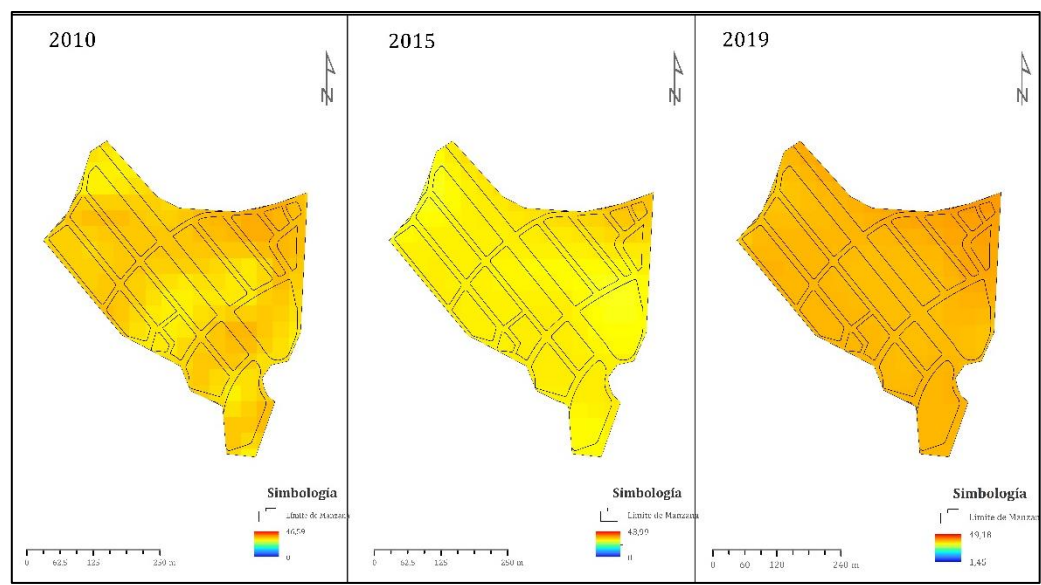 2010
N
Simbología
Límite de Manzana
46,59
0
0 62.5 125 250 m
2015
N
Simbología
Límite de Manzana
48,99
0
0 62.5 125 250 m
2019
N
Simbología
Límite de Manzana
49,18
1,45
0 60 120 240 m